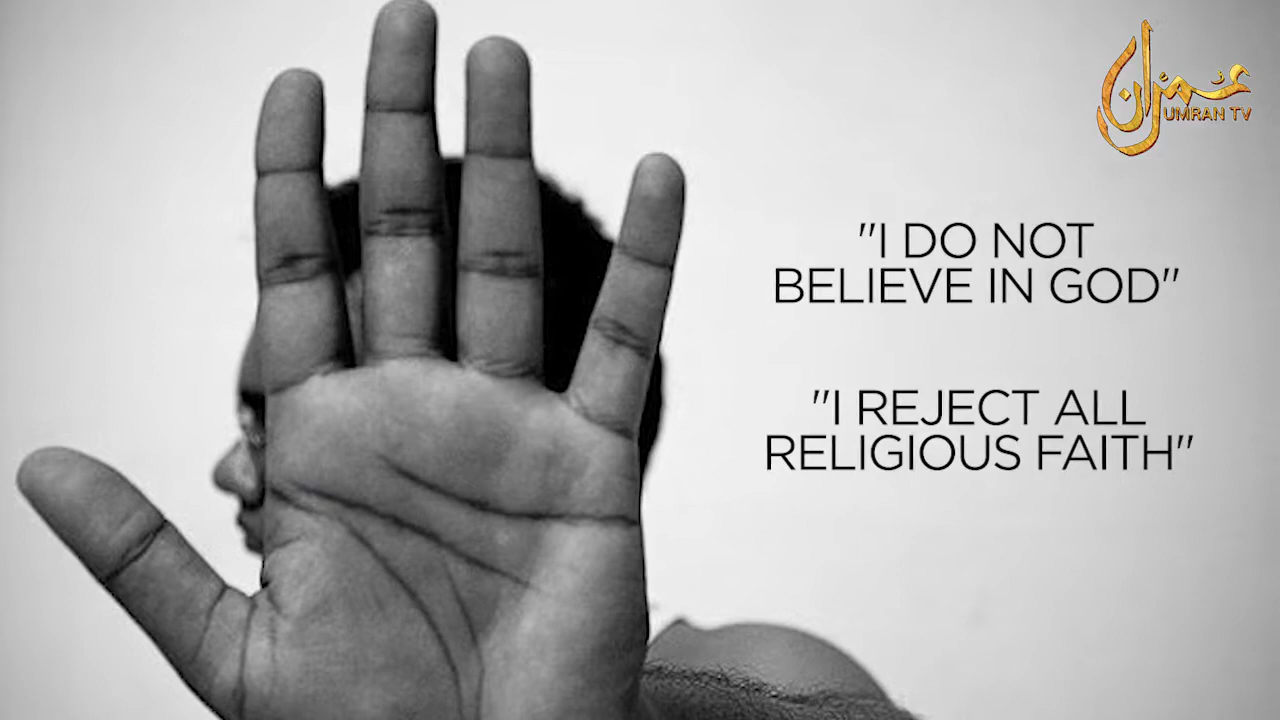 عمران
UMRAN TV
"I DO NOT
BELIEVE IN GOD"
"I REJECT ALL
RELIGIOUS FAITH"